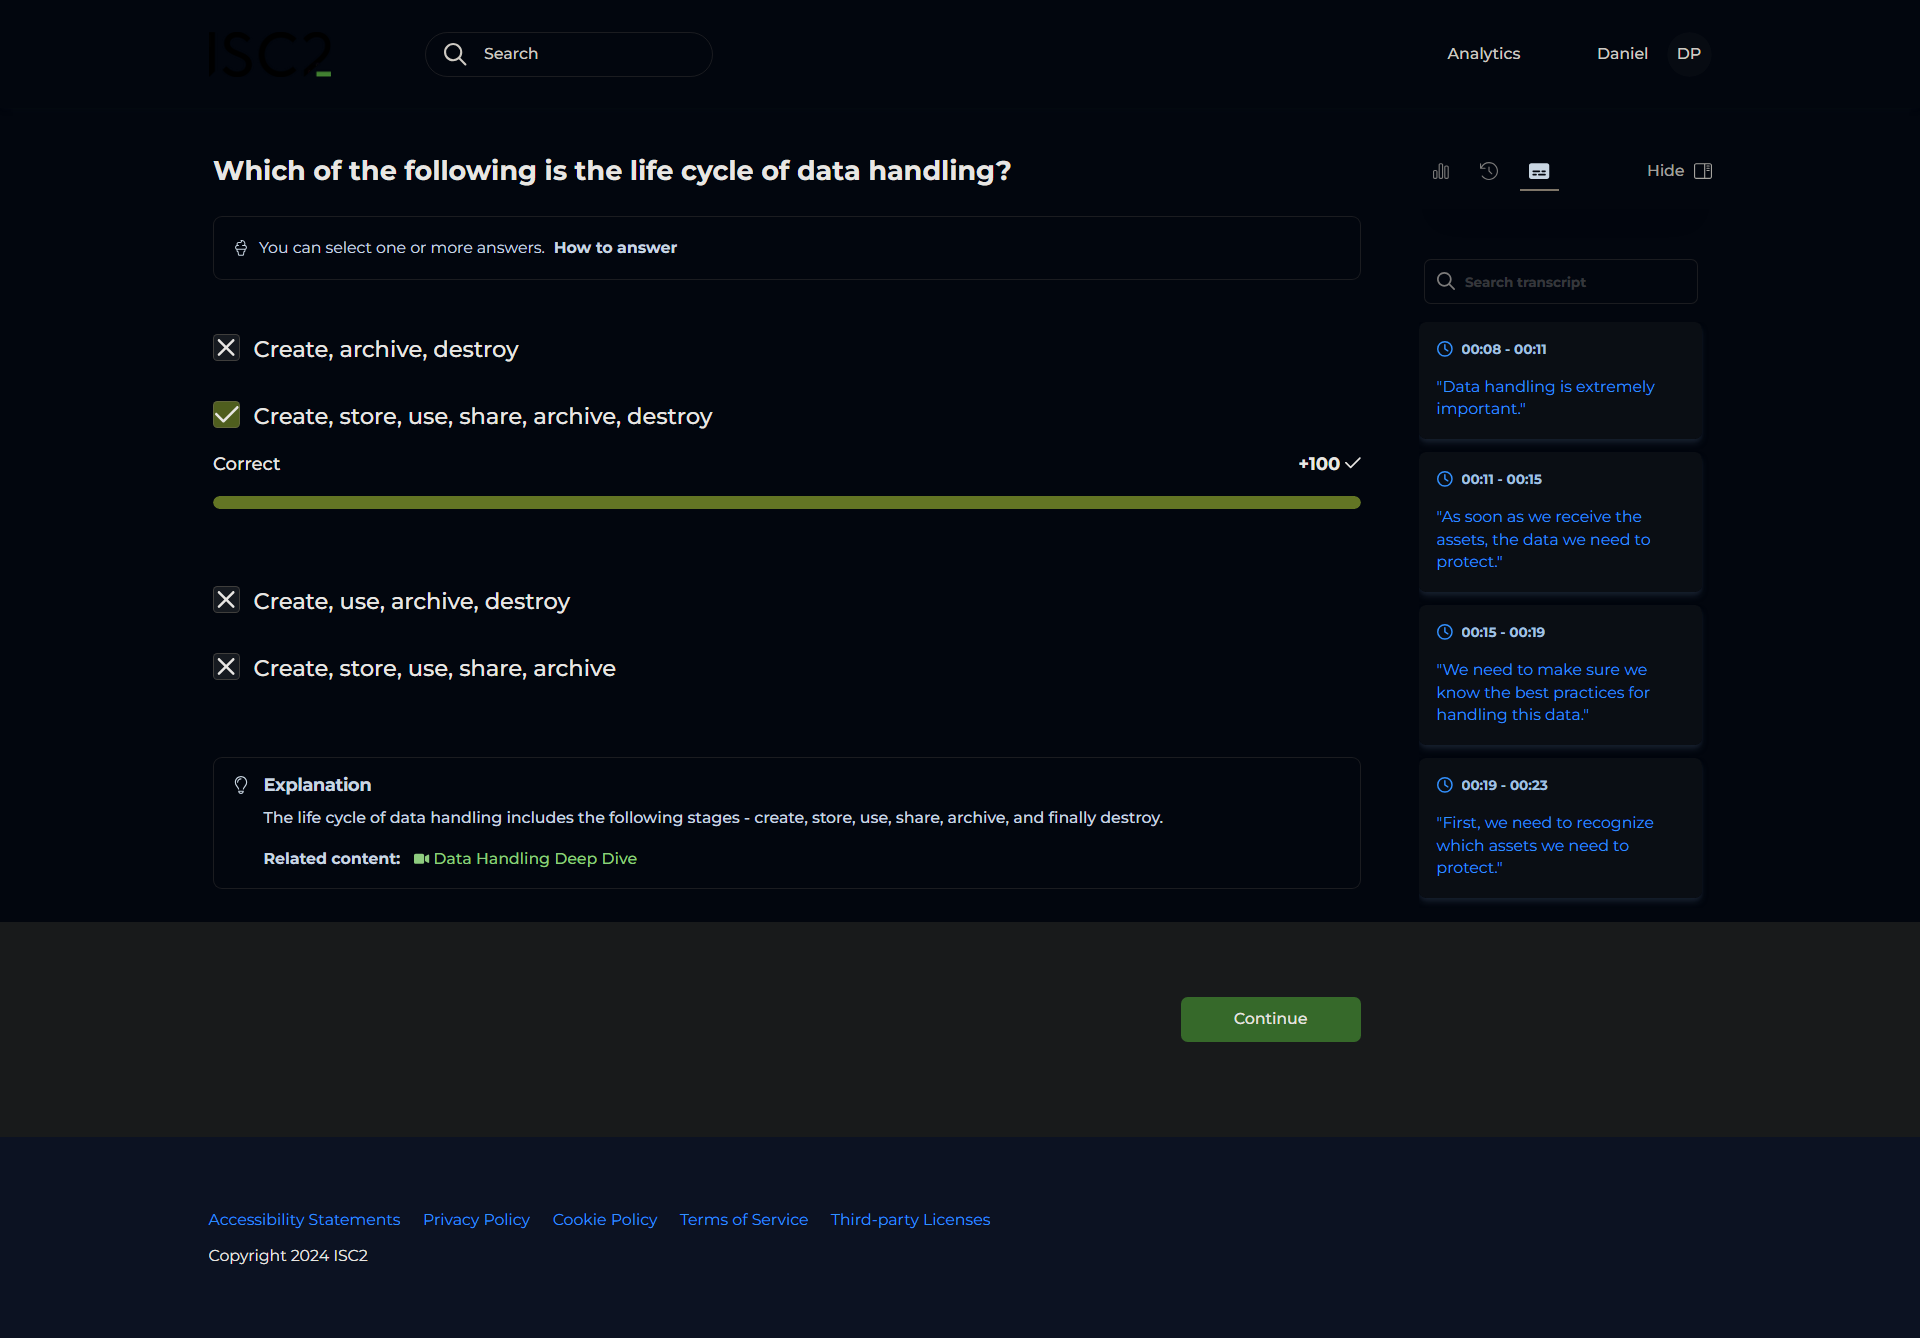 ISC2
Search
Analytics
Daniel
DP
Which of the following is the life cycle of data handling?
Hide
You can select one or more answers. How to answer
Search transcript
Create, archive, destroy
Create, store, use, share, archive, destroy
Correct
+100
Create, use, archive, destroy
Create, store, use, share, archive
Explanation
The life cycle of data handling includes the following stages - create, store, use, share, archive, and finally destroy.
Related content: Data Handling Deep Dive
00:08 - 00:11
"Data handling is extremely
important."
00:11 - 00:15
"As soon as we receive the
assets, the data we need to
protect."
00:15 - 00:19
"We need to make sure we
know the best practices for
handling this data."
00:19 - 00:23
"First, we need to recognize
which assets we need to
protect."
Continue
Accessibility Statements Privacy Policy Cookie Policy Terms of Service Third-party Licenses
Copyright 2024 ISC2